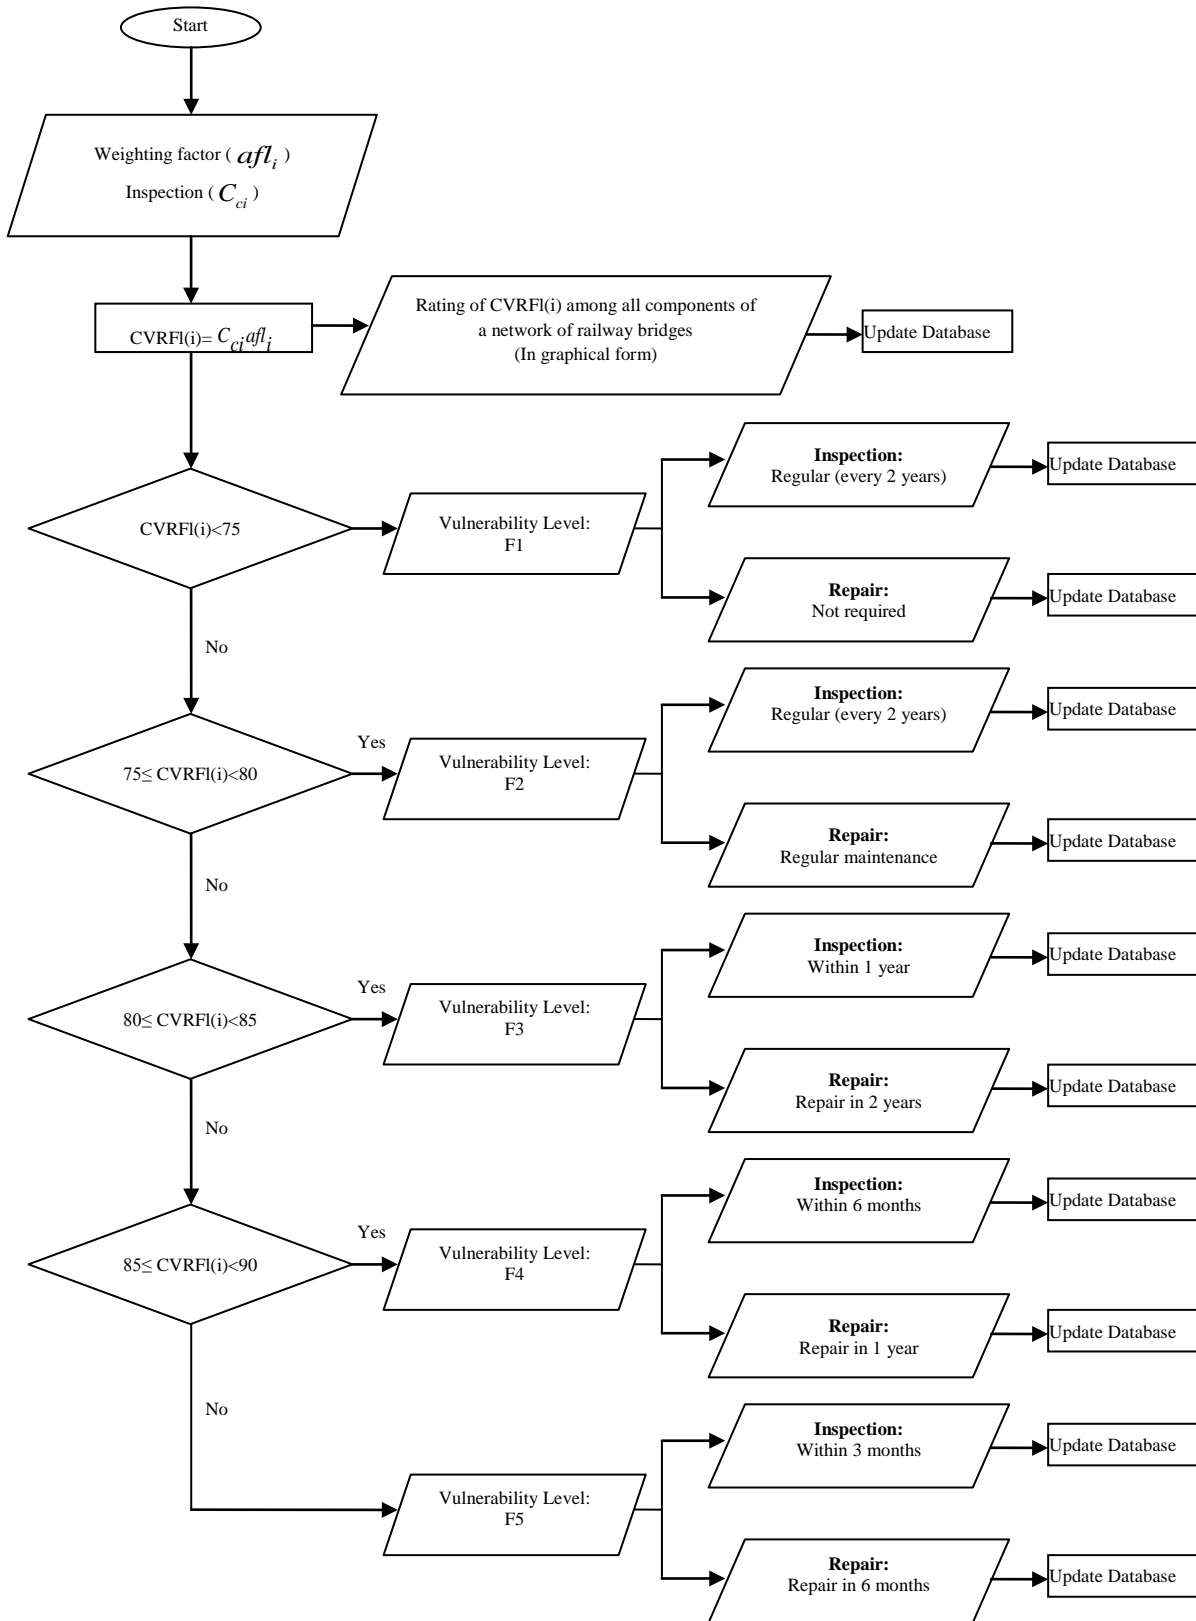 Start
Weighting factor ( afl_i )
Inspection ( C_ci )
CVRFl(i)= C_ci afl_i
Rating of CVRFl(i) among all components of
a network of railway bridges
(In graphical form)
Update Database
CVRFl(i)<75
Vulnerability Level:
F1
Inspection:
Regular (every 2 years)
Update Database
Repair:
Not required
Update Database
No
75≤ CVRFl(i)<80
Yes
Vulnerability Level:
F2
Inspection:
Regular (every 2 years)
Update Database
Repair:
Regular maintenance
Update Database
No
80≤ CVRFl(i)<85
Yes
Vulnerability Level:
F3
Inspection:
Within 1 year
Update Database
Repair:
Repair in 2 years
Update Database
No
85≤ CVRFl(i)<90
Yes
Vulnerability Level:
F4
Inspection:
Within 6 months
Update Database
Repair:
Repair in 1 year
Update Database
No
Vulnerability Level:
F5
Inspection:
Within 3 months
Update Database
Repair:
Repair in 6 months
Update Database